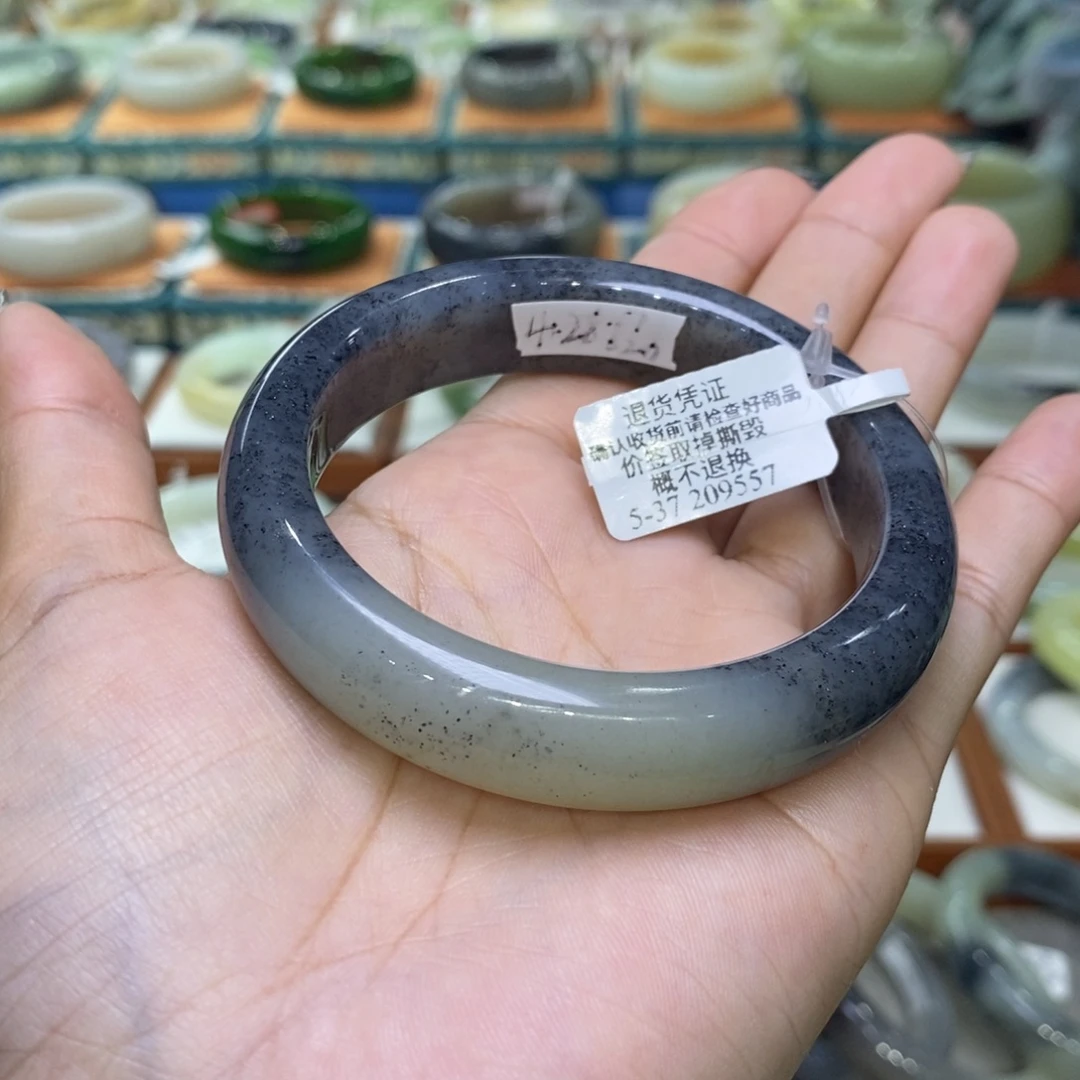 退货凭证
确认收货前请检查好商品
价签取掉撕毁
概不退换
5-37 209557